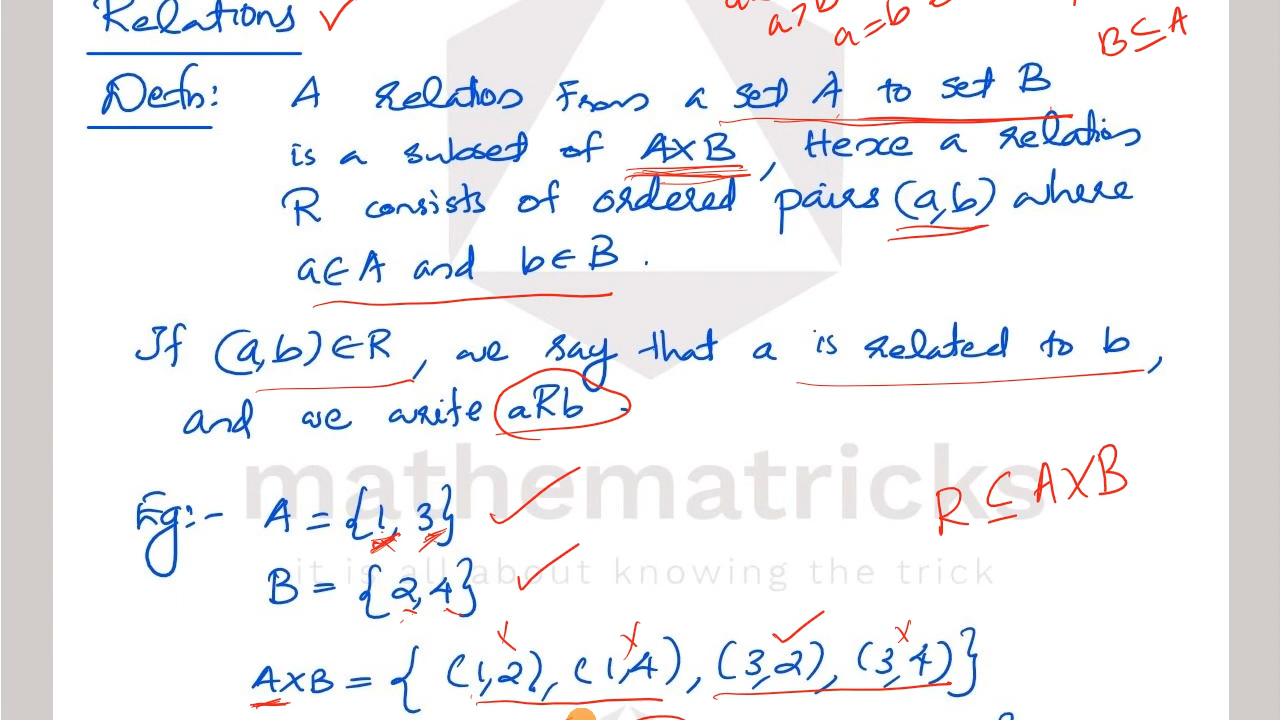 Relations ✓
a>b
a=b
B⊆A
Defn: A relation From a set A to set B
is a subset of A×B, Hence a relation
R consists of ordered pairs (a,b) where
a∈A and b∈B.
If (a,b)∈R, we say that a is related to b,
and we write aRb.
mathematricks
R⊆A×B
Eg:- A = {1, 3} ✓
it is all about knowing the trick
B = {2,4} ✓
x x ✓ x
A×B = { (1,2), (1,4), (3,2), (3,4)}